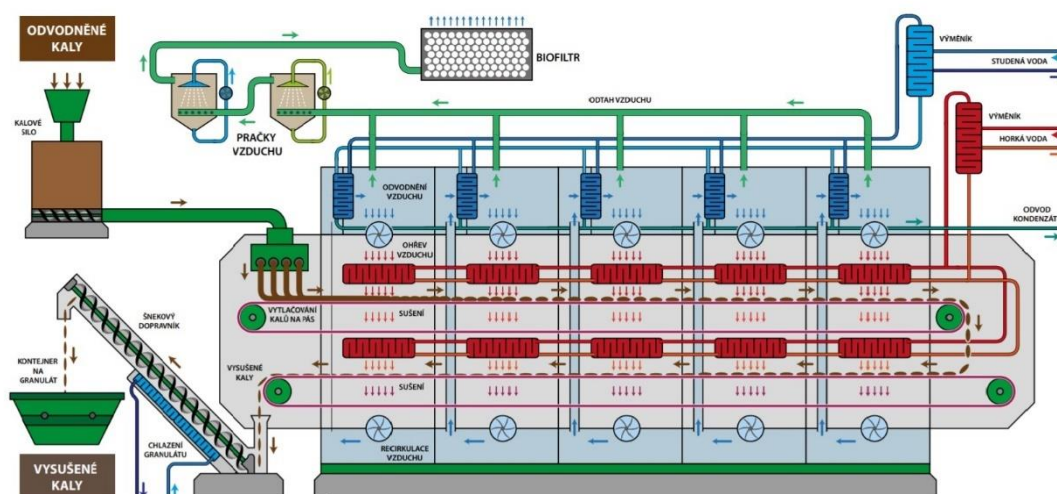 ODVODNĚNÉ
KALY
KALOVÉ
SILO
BIOFILTR
PRAČKY
VZDUCHU
ODTAH VZDUCHU
VÝMĚNÍK
STUDENÁ VODA
VÝMĚNÍK
HORKÁ VODA
ODVODNĚNÍ
VZDUCHU
ODVOD
KONDENZÁT
OHŘEV
VZDUCHU
VYTLAČOVÁNÍ
KALŮ NA PÁS
SUŠENÍ
ŠNEKOVÝ
DOPRAVNÍK
KONTEJNER
NA
GRANULÁT
VYSUŠENÉ
KALY
SUŠENÍ
CHLAZENÍ
GRANULÁTU
RECIRKULACE
VZDUCHU
VYSUŠENÉ
KALY